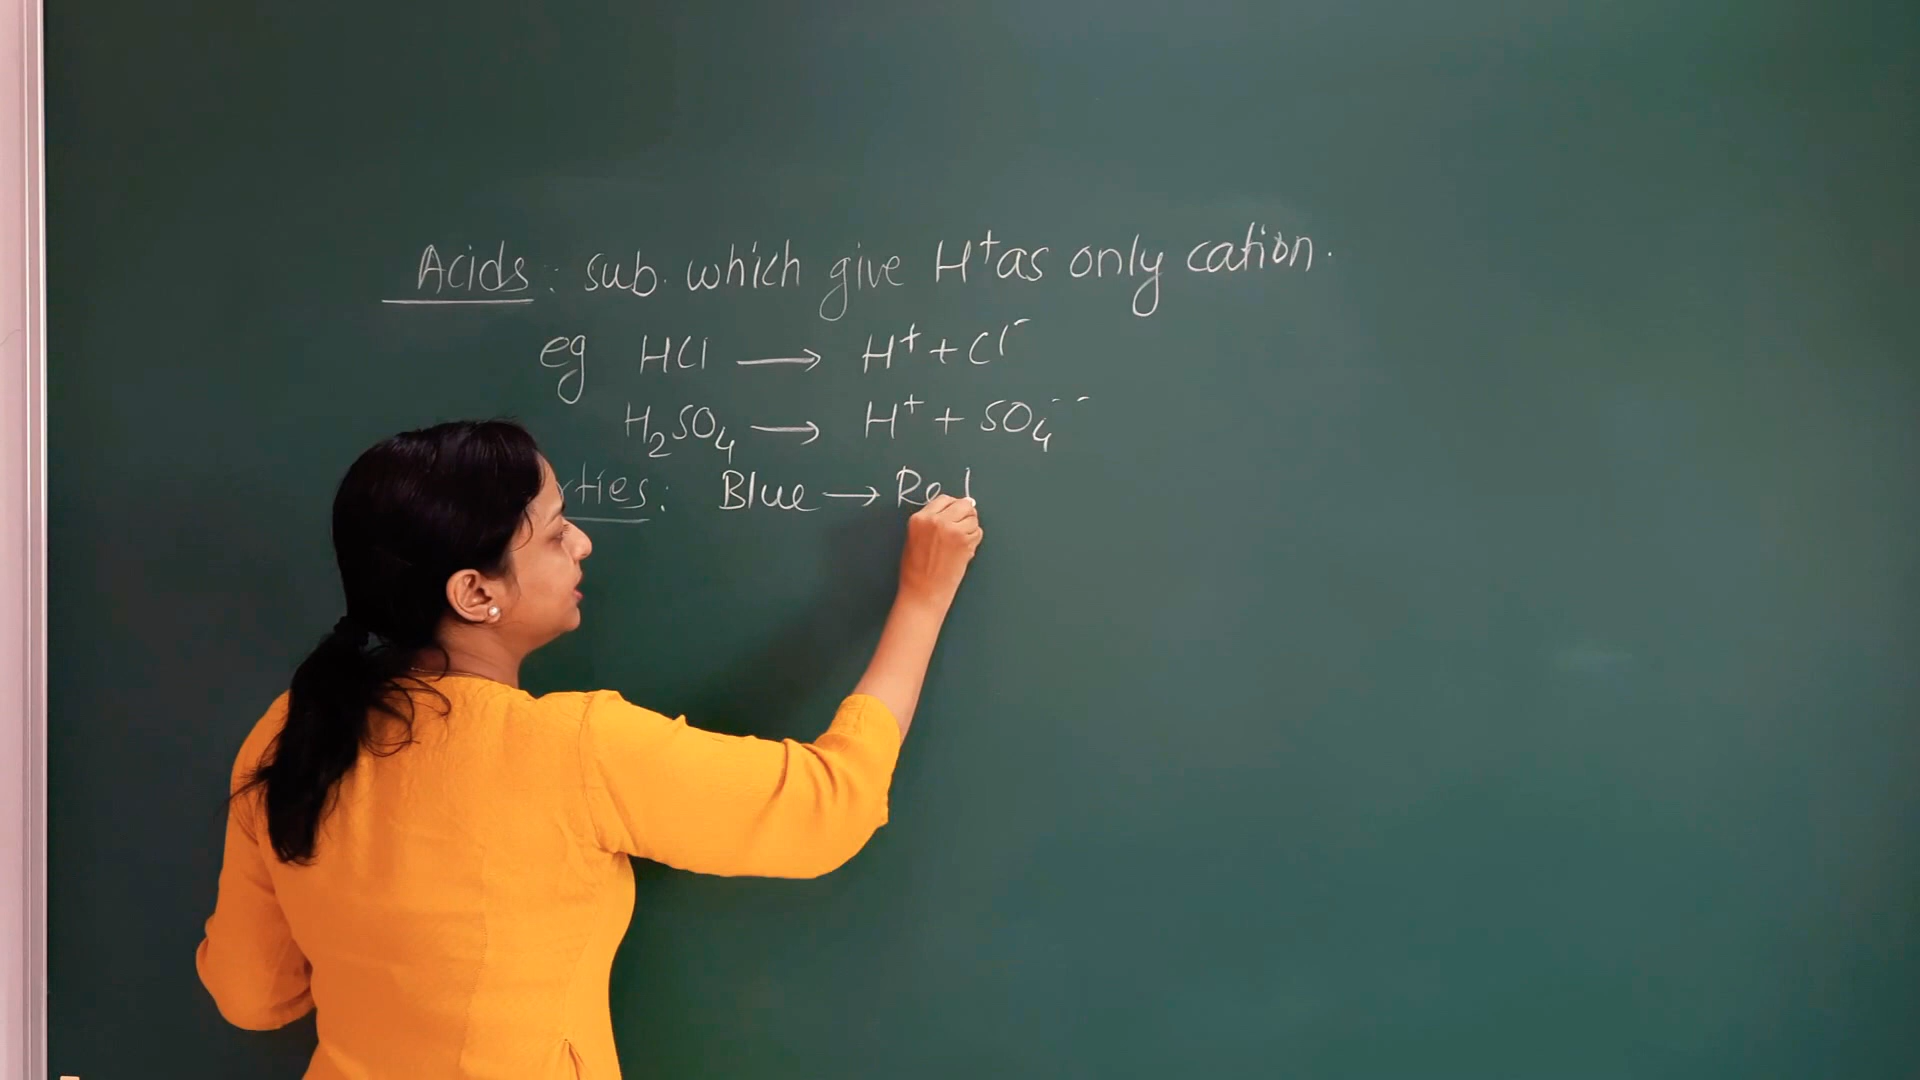 Acids: sub. which give H⁺ as only cation.
eg HCl → H⁺ + Cl⁻
H₂SO₄ → H⁺ + SO₄⁻⁻
rties: Blue → Red